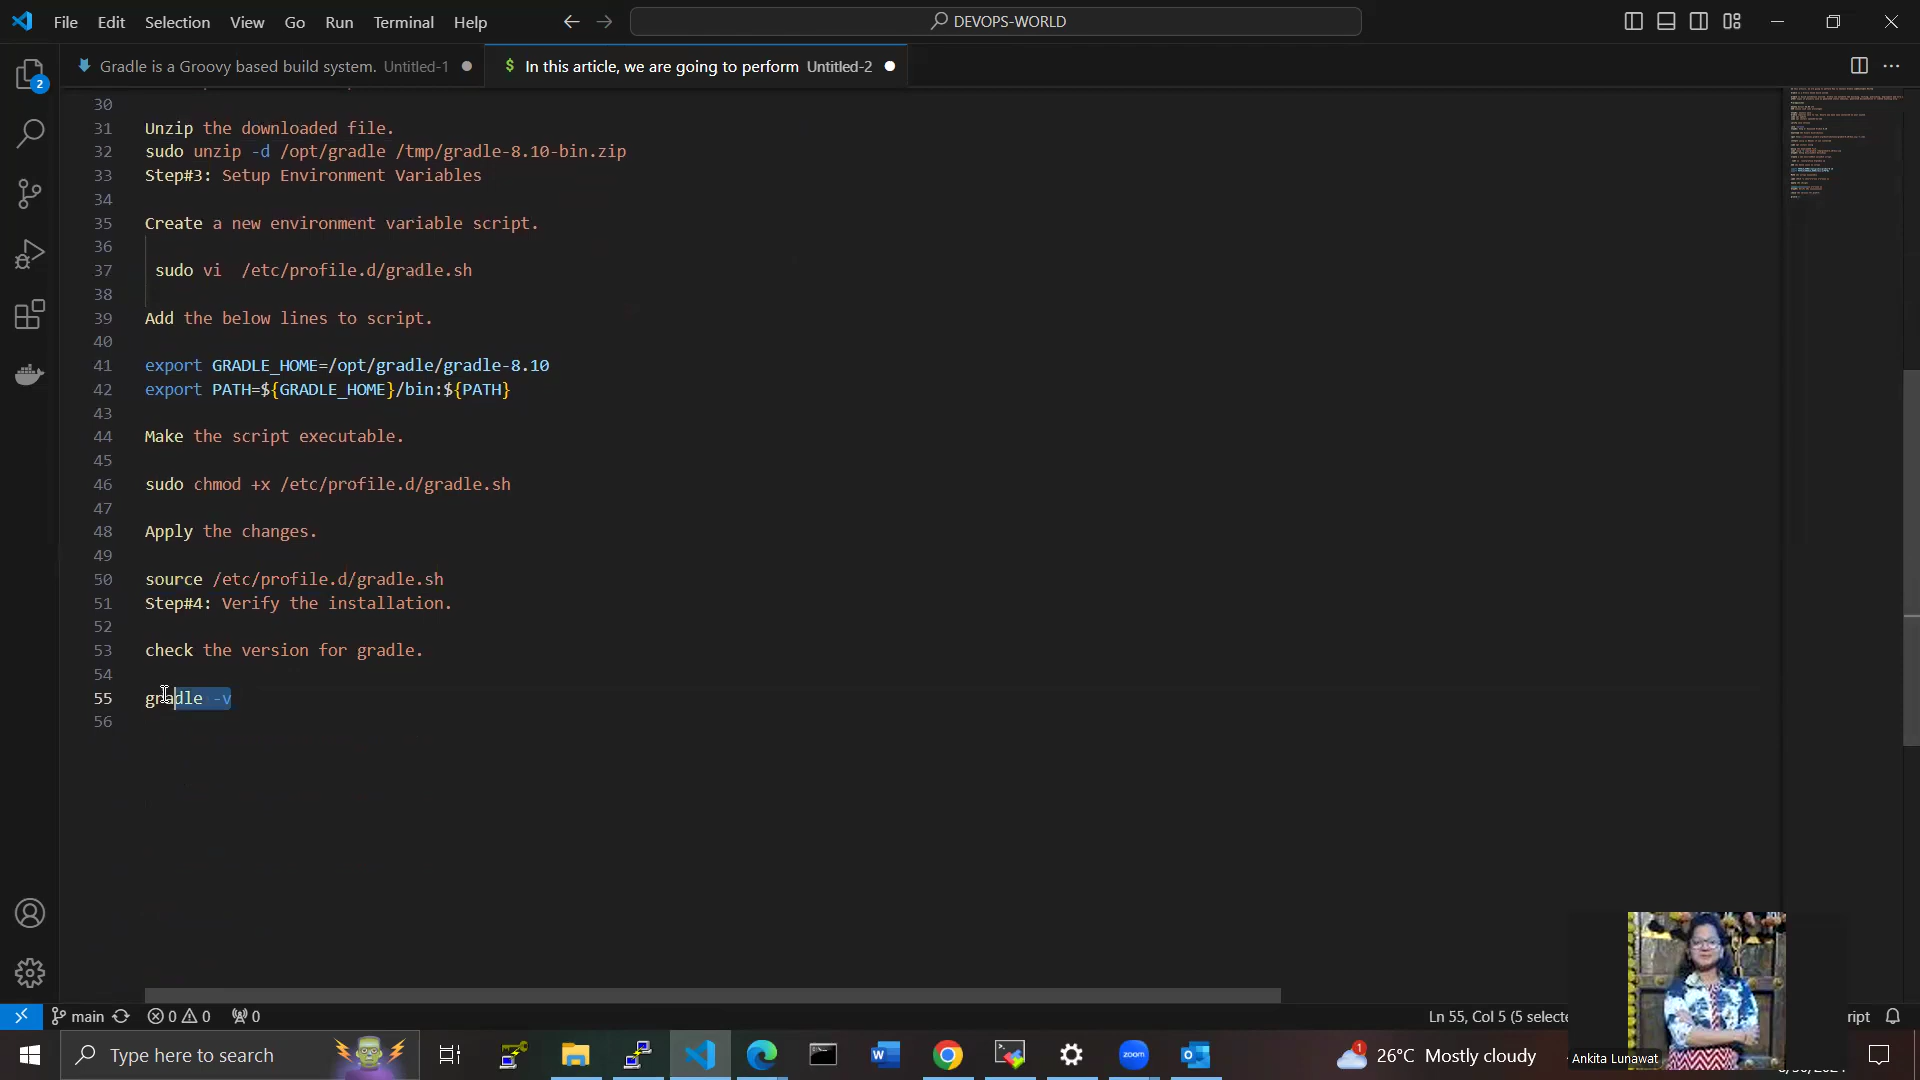 File Edit Selection View Go Run Terminal Help
DEVOPS-WORLD
Gradle is a Groovy based build system. Untitled-1
$ In this article, we are going to perform Untitled-2
2
30
31 Unzip the downloaded file.
32 sudo unzip -d /opt/gradle /tmp/gradle-8.10-bin.zip
33 Step#3: Setup Environment Variables
34
35 Create a new environment variable script.
36
37 sudo vi /etc/profile.d/gradle.sh
38
39 Add the below lines to script.
40
41 export GRADLE_HOME=/opt/gradle/gradle-8.10
42 export PATH=${GRADLE_HOME}/bin:${PATH}
43
44 Make the script executable.
45
46 sudo chmod +x /etc/profile.d/gradle.sh
47
48 Apply the changes.
49
50 source /etc/profile.d/gradle.sh
51 Step#4: Verify the installation.
52
53 check the version for gradle.
54
55 gradle -v
56
main 0 0 0
Ln 55, Col 5 (5 selecte
ript
Type here to search
zoom
1
26°C Mostly cloudy
Ankita Lunawat